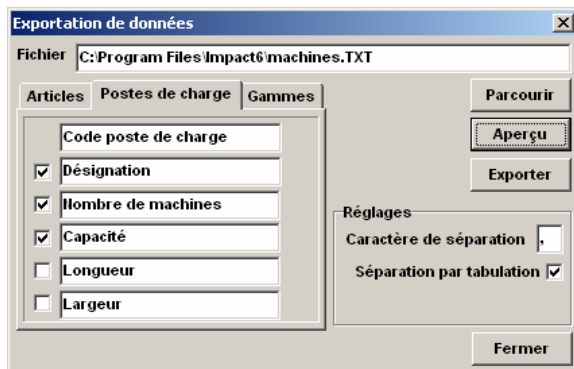 Exportation de données
Fichier C:\Program Files\Impact6\machines.TXT
Articles Postes de charge Gammes
Code poste de charge
Désignation
Nombre de machines
Capacité
Longueur
Largeur
Parcourir
Aperçu
Exporter
Réglages
Caractère de séparation ,
Séparation par tabulation
Fermer